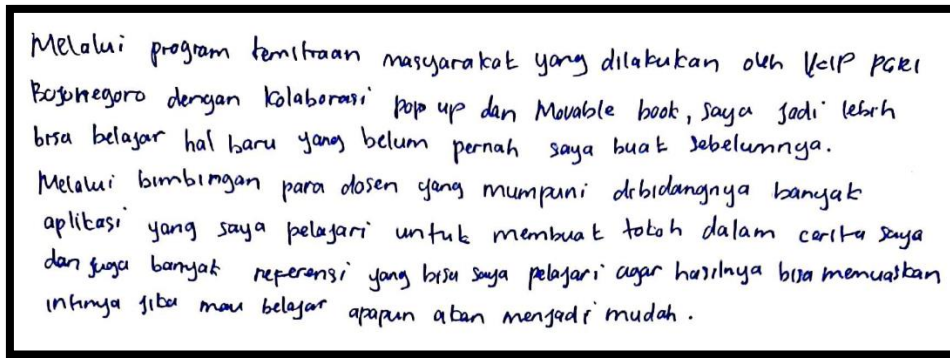 Melalui program kemitraan masyarakat yang dilakukan oleh IKIP PGRI
Bojonegoro dengan kolaborasi pop up dan Movable book, saya jadi lebih
bisa belajar hal baru yang belum pernah saya buat sebelumnya.
Melalui bimbingan para dosen yang mumpuni dibidangnya banyak
aplikasi yang saya pelajari untuk membuat tokoh dalam cerita saya
dan juga banyak referensi yang bisa saya pelajari agar hasilnya bisa memuaskan
intinya jika mau belajar apapun akan menjadi mudah.